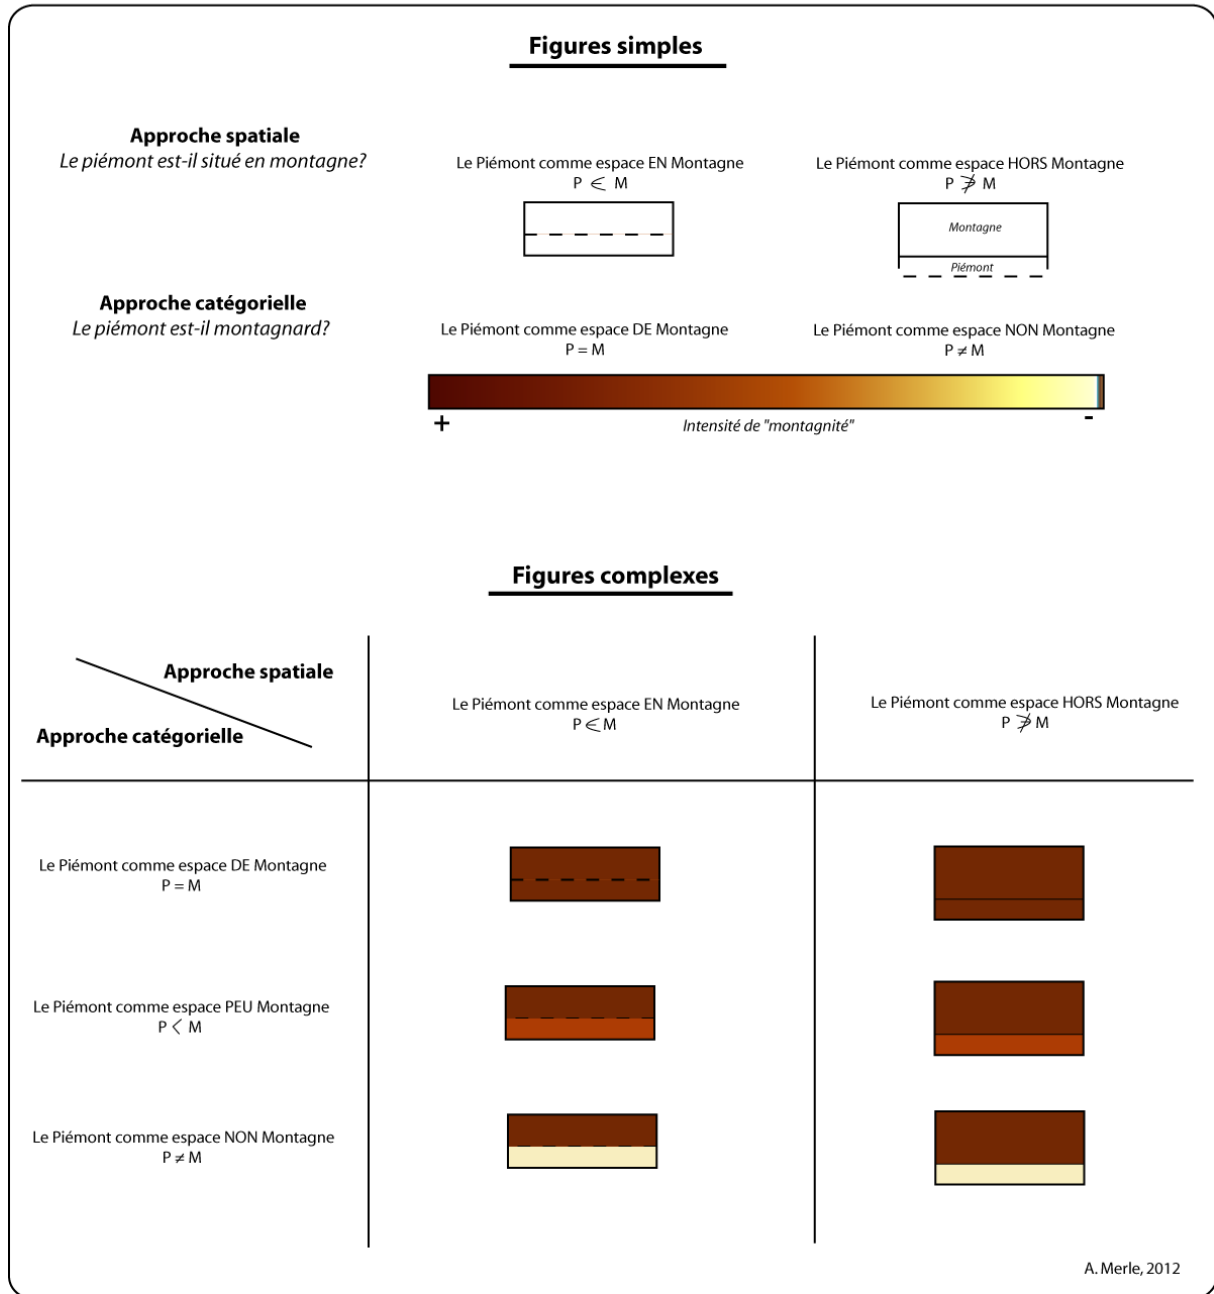 Figures simples
Approche spatiale
Le piémont est-il situé en montagne?
Le Piémont comme espace EN Montagne
P ∈ M
Le Piémont comme espace HORS Montagne
P ∌ M
Montagne
Piémont
Approche catégorielle
Le piémont est-il montagnard?
Le Piémont comme espace DE Montagne
P = M
Le Piémont comme espace NON Montagne
P ≠ M
+
-
Intensité de "montagnité"
Figures complexes
Approche spatiale
Approche catégorielle
Le Piémont comme espace EN Montagne
P ∈ M
Le Piémont comme espace HORS Montagne
P ∌ M
Le Piémont comme espace DE Montagne
P = M
Le Piémont comme espace PEU Montagne
P < M
Le Piémont comme espace NON Montagne
P ≠ M
A. Merle, 2012